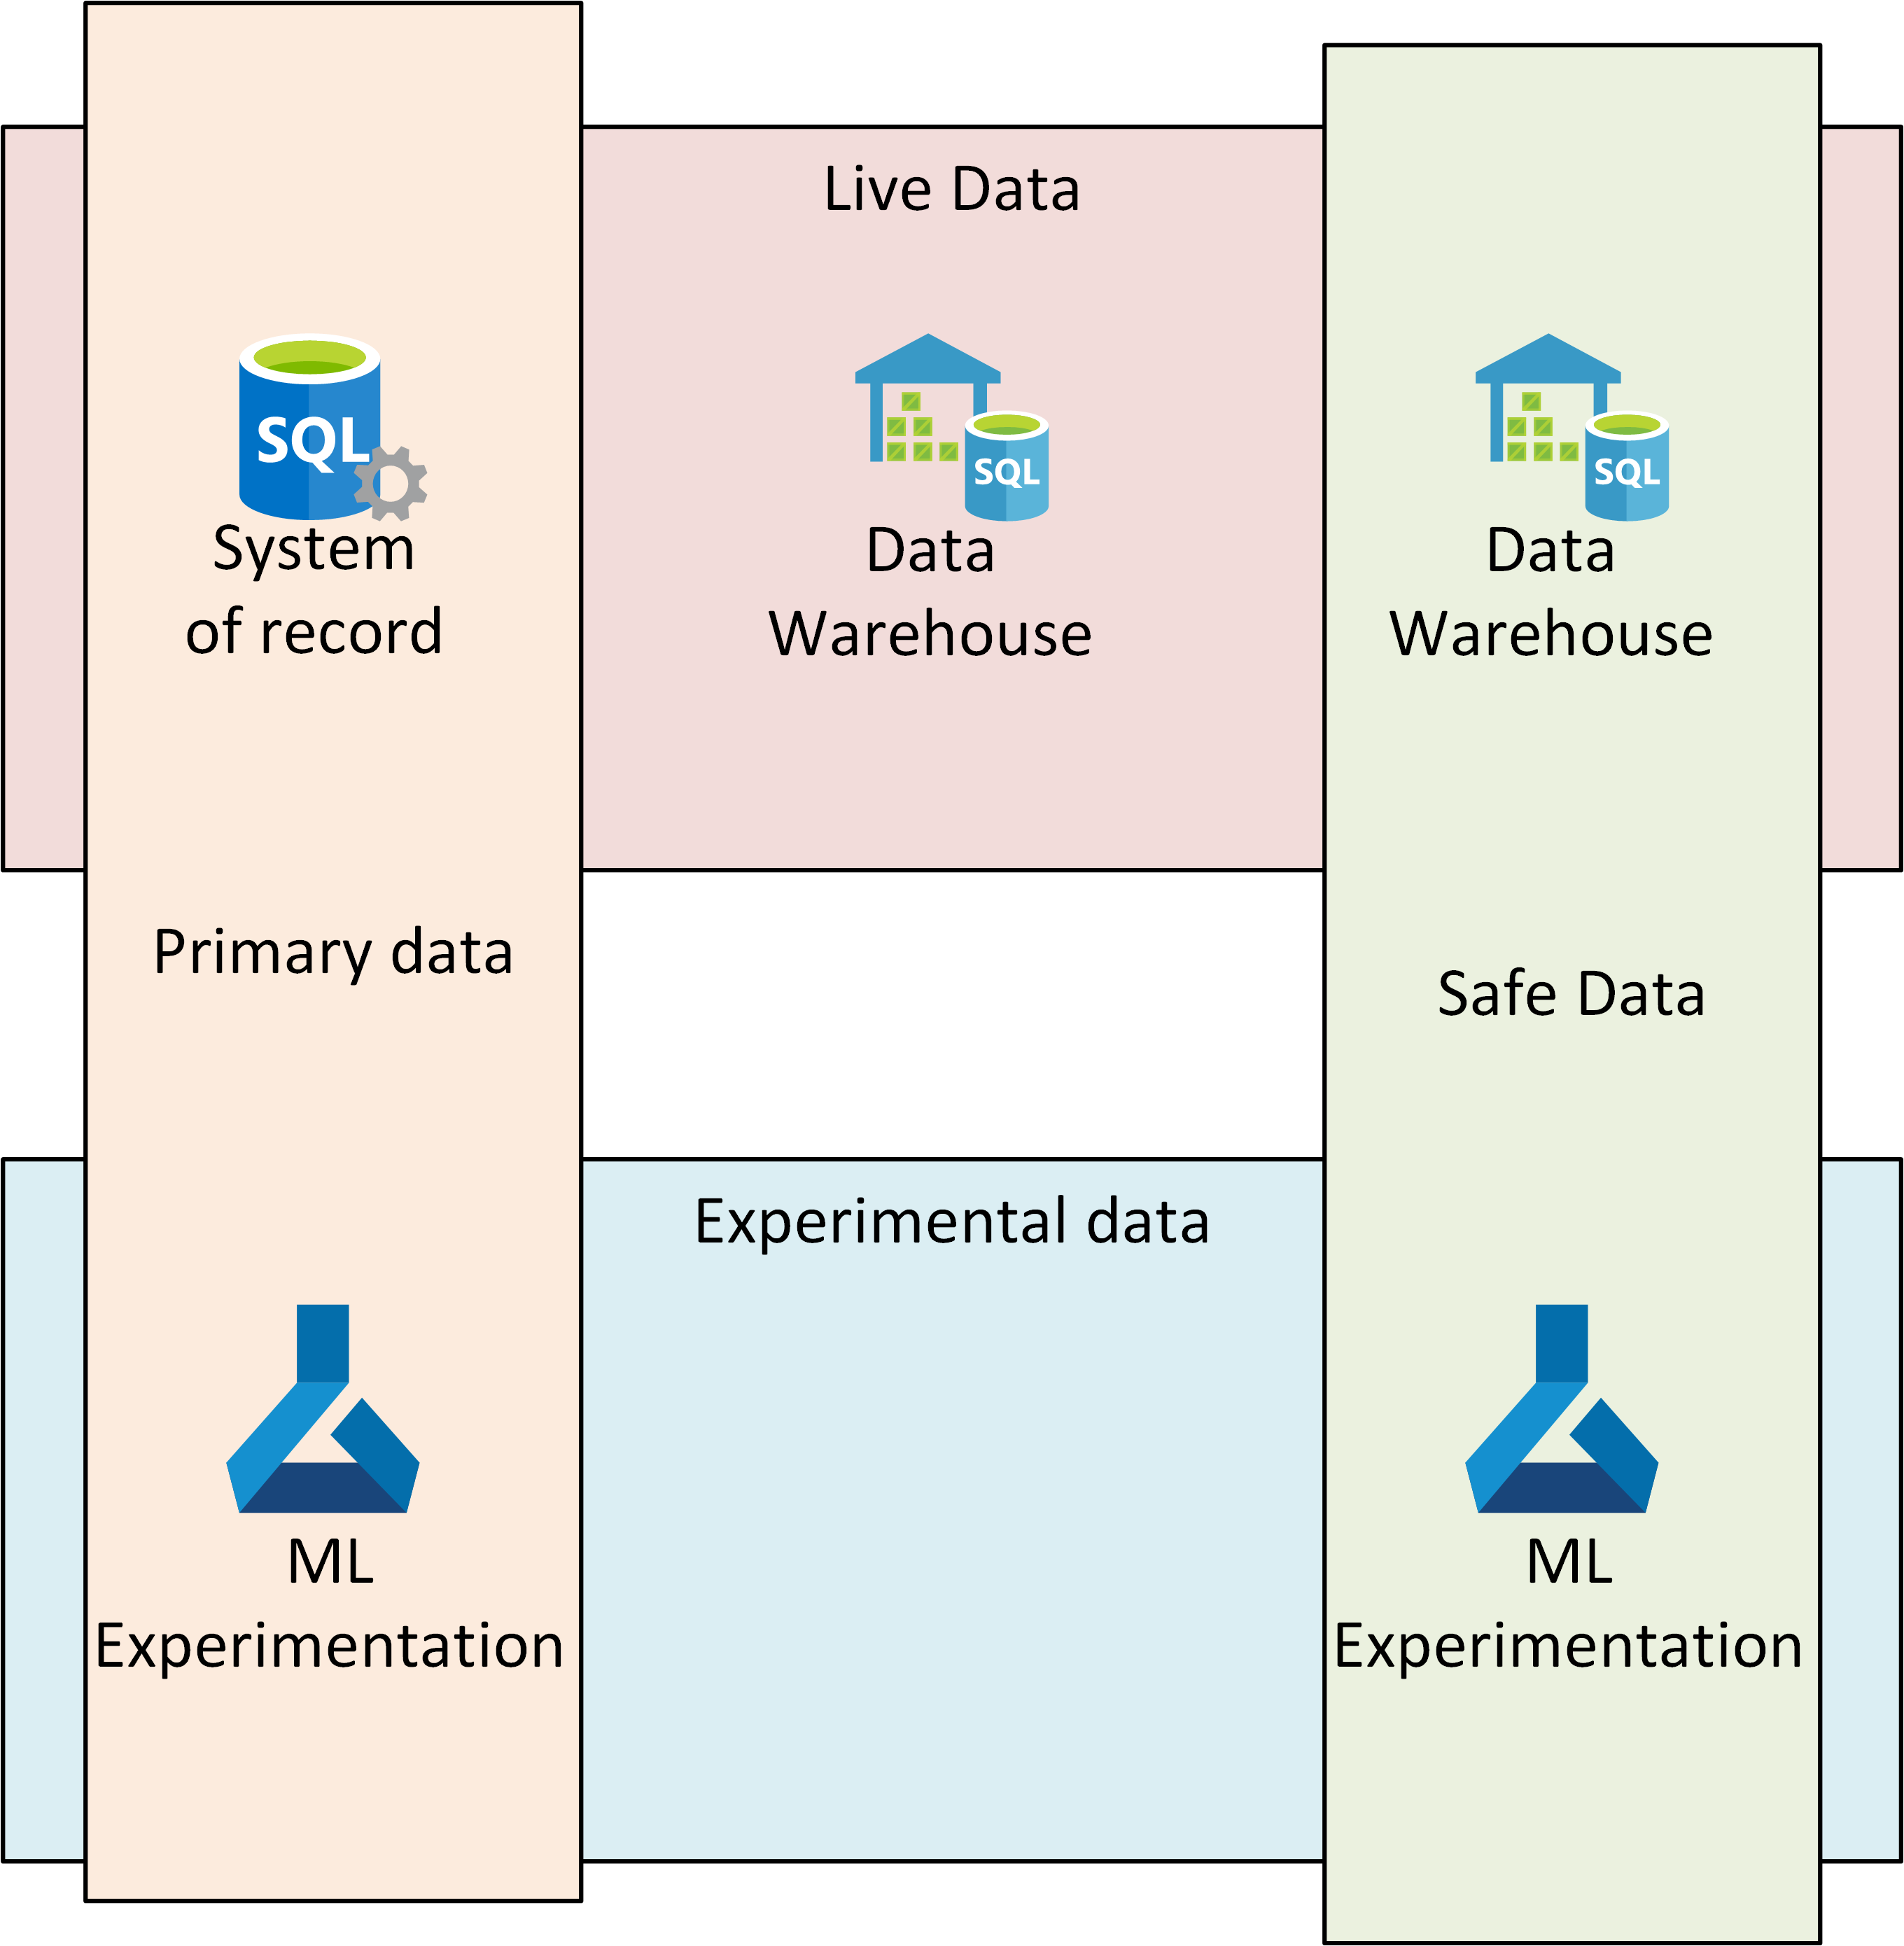 Live Data
SQL
System
of record
SQL
Data
Warehouse
SQL
Data
Warehouse
Primary data
Safe Data
Experimental data
ML
Experimentation
ML
Experimentation